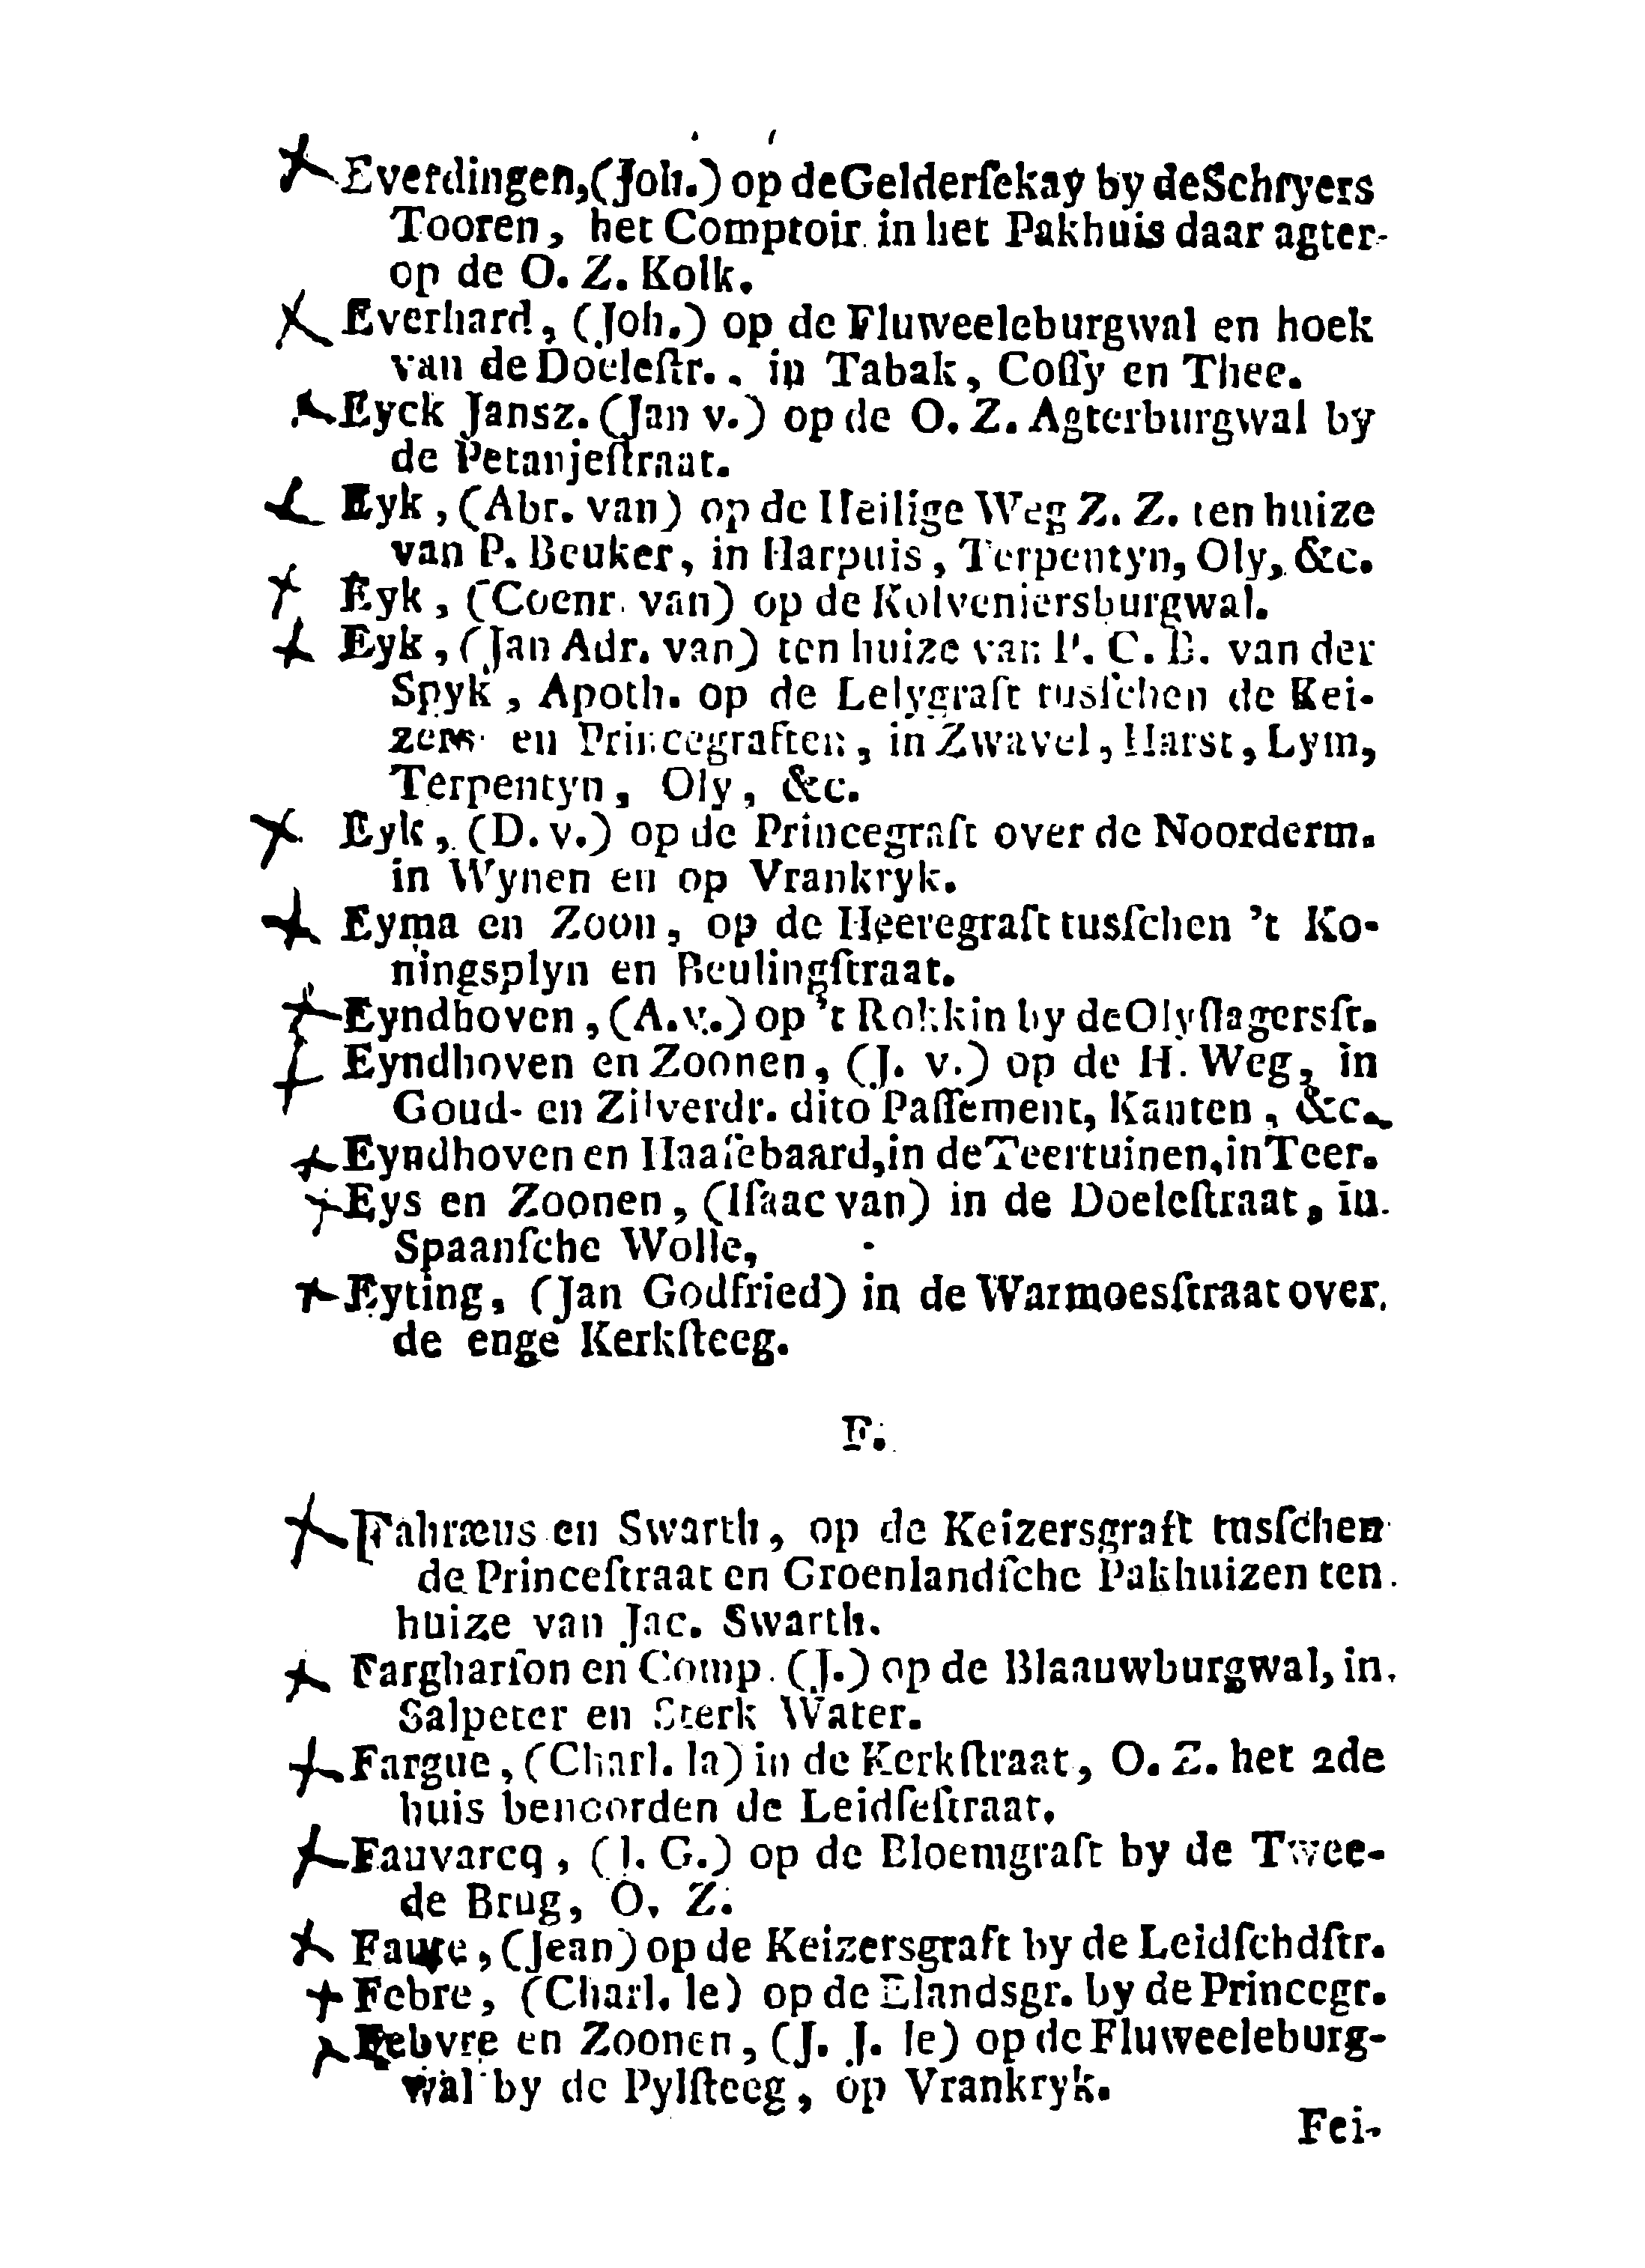 Everdingen,(Joh.) op deGelderſekay by deSchryers
Tooren, het Comptoir in het Pakhuis daar agter-
op de O. Z. Kolk.
Everhard, (Joh.) op de Fluweeleburgwal en hoek
van de Doeleſtr., in Tabak, Coffy en Thee.
Eyck Jansz. (Jan v.) op de O. Z. Agterburgwal by
de Petanjeſtraat.
Eyk, (Abr. van) op de Heilige Weg Z. Z. ten huize
van P. Beuker, in Harpuis, Terpentyn, Oly, &c.
Eyk, (Coenr. van) op de Kolveniersburgwal.
Eyk, (Jan Adr. van) ten huize van P. C. B. van der
Spyk, Apoth. op de Lelygraft tusſchen de Kei-
zers en Princegraften, in Zwavel, Harst, Lym,
Terpentyn, Oly, &c.
Eyk, (D. v.) op de Princegraft over de Noorderm.
in Wynen en op Vrankryk.
Eyma en Zoon, op de Heeregraft tusſchen 't Ko-
ningsplyn en Beulingſtraat.
Eyndhoven, (A.v.) op 't Rokkin by deOlyſlagersſt.
Eyndhoven en Zoonen, (J. v.) op de H. Weg, in
Goud- en Zilverdr. dito Paſſement, Kanten, &c.
Eyndhoven en Haaſebaard,in deTeertuinen,inTeer.
Eys en Zoonen, (Iſaac van) in de Doeleſtraat, in
Spaanſche Wolle,
Eyting, (Jan Godfried) in de Warmoesſtraat over
de enge Kerkſteeg.
F.
Fahræus en Swarth, op de Keizersgraft tusſchen
de Princeſtraat en Groenlandſche Pakhuizen ten
huize van Jac. Swarth.
Fargharſon en Comp. (J.) op de Blaauwburgwal, in
Salpeter en Sterk Water.
Fargue, (Charl. la) in de Kerkſtraat, O. Z. het 2de
huis benoorden de Leidſeſtraat.
Fauvarcq, (J. G.) op de Bloemgraft by de Twee-
de Brug, O. Z.
Faure, (Jean) op de Keizersgraft by de Leidſchdſtr.
Febre, (Charl. le) op de Elandsgr. by de Princegr.
Febvre en Zoonen, (J. J. le) op de Fluweeleburg-
wal by de Pylſteeg, op Vrankryk.
Fei-